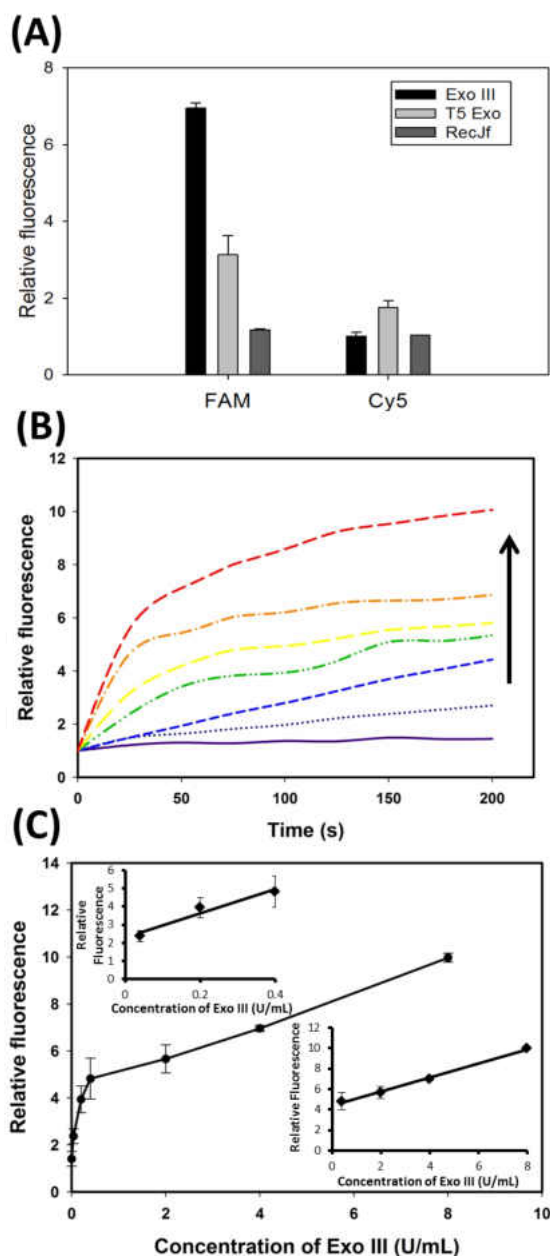 (A)
Relative fluorescence
8
6
4
2
0
Exo III
T5 Exo
RecJf
FAM
Cy5
(B)
Relative fluorescence
12
10
8
6
4
2
0
0
50
100
150
200
Time (s)
(C)
Relative fluorescence
14
12
10
8
6
4
2
0
Relative
Fluorescence
6
5
4
3
2
1
0
0
0.2
0.4
Concentration of Exo III (U/mL)
Relative Fluorescence
12
10
8
6
4
2
0
0
2
4
6
8
Concentration of Exo III (U/mL)
0
2
4
6
8
10
Concentration of Exo III (U/mL)